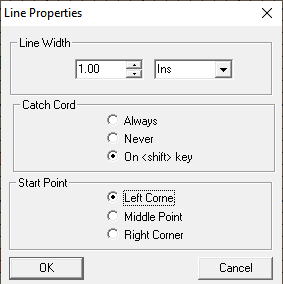 Line Properties
Line Width
1.00 Ins
Catch Cord
Always
Never
On <shift> key
Start Point
Left Corne
Middle Point
Right Corner
OK Cancel